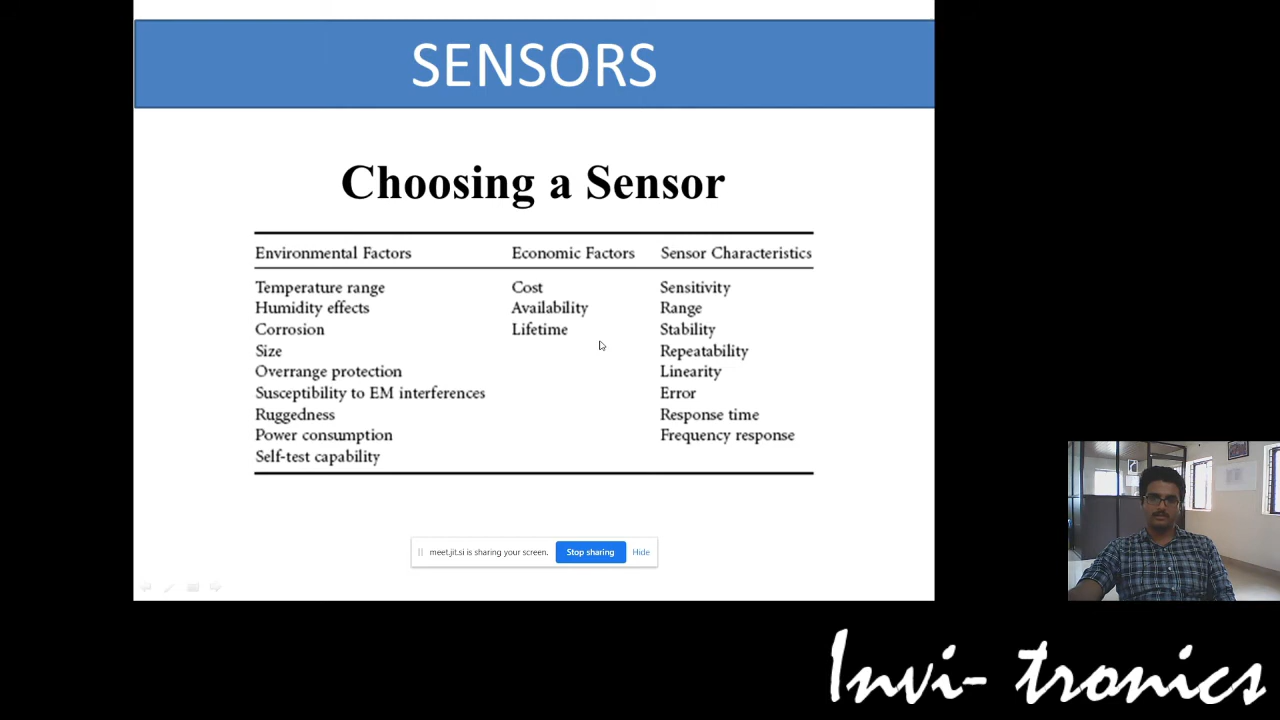 SENSORS
Choosing a Sensor
Environmental Factors Economic Factors Sensor Characteristics
Temperature range Cost Sensitivity
Humidity effects Availability Range
Corrosion Lifetime Stability
Size Repeatability
Overrange protection Linearity
Susceptibility to EM interferences Error
Ruggedness Response time
Power consumption Frequency response
Self-test capability
meet.jit.si is sharing your screen. Stop sharing Hide
Invi- tronics